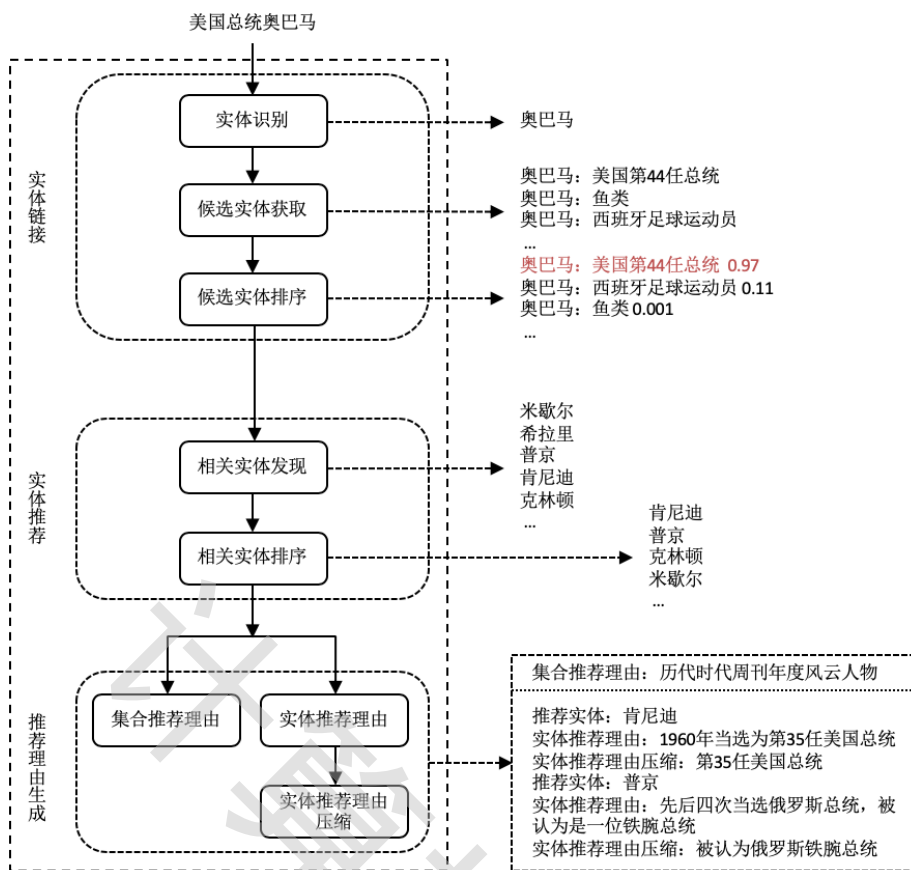 美国总统奥巴马
实体链接
实体识别
奥巴马
候选实体获取
奥巴马：美国第44任总统
奥巴马：鱼类
奥巴马：西班牙足球运动员
...
候选实体排序
奥巴马：美国第44任总统 0.97
奥巴马：西班牙足球运动员 0.11
奥巴马：鱼类 0.001
...
实体推荐
相关实体发现
米歇尔
希拉里
普京
肯尼迪
克林顿
...
相关实体排序
肯尼迪
普京
克林顿
米歇尔
...
推荐理由生成
集合推荐理由
实体推荐理由
实体推荐理由
压缩
集合推荐理由：历代时代周刊年度风云人物
推荐实体：肯尼迪
实体推荐理由：1960年当选为第35任美国总统
实体推荐理由压缩：第35任美国总统
推荐实体：普京
实体推荐理由：先后四次当选俄罗斯总统，被
认为是一位铁腕总统
实体推荐理由压缩：被认为俄罗斯铁腕总统
计算